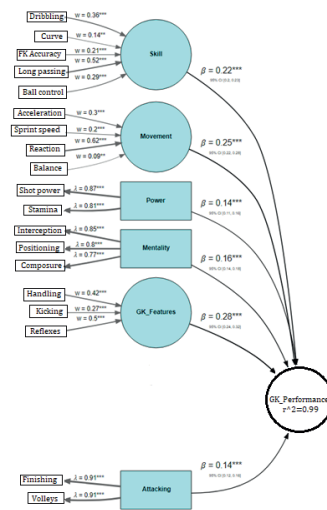 Dribbling
w = 0.36***
Curve
w = 0.14**
FK Accuracy
w = 0.21***
Long passing
w = 0.52***
Ball control
w = 0.29***
Skill
β = 0.22***
Acceleration
w = 0.3***
Sprint speed
w = 0.2***
Reaction
w = 0.62***
Balance
w = 0.09**
Movement
β = 0.25***
Shot power
λ = 0.87***
Stamina
λ = 0.81***
Power
β = 0.14***
Interception
λ = 0.85***
Positioning
λ = 0.8***
Composure
λ = 0.77***
Mentality
β = 0.16***
Handling
w = 0.42***
Kicking
w = 0.27***
Reflexes
w = 0.5***
GK_Features
β = 0.28***
GK_Performance
r^2=0.99
Finishing
λ = 0.91***
Volleys
λ = 0.91***
Attacking
β = 0.14***